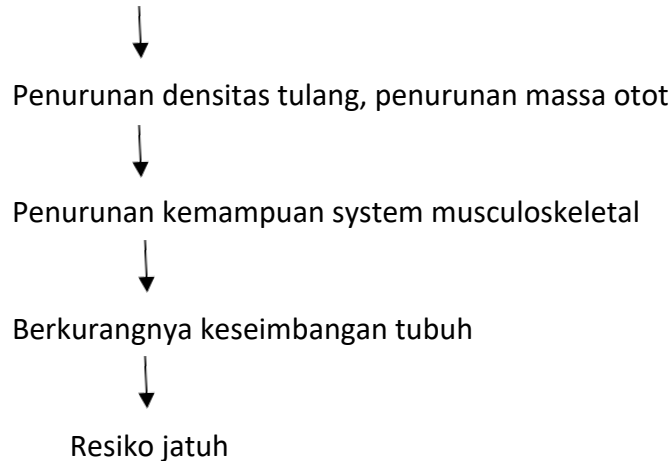 Penurunan densitas tulang, penurunan massa otot
Penurunan kemampuan system musculoskeletal
Berkurangnya keseimbangan tubuh
Resiko jatuh